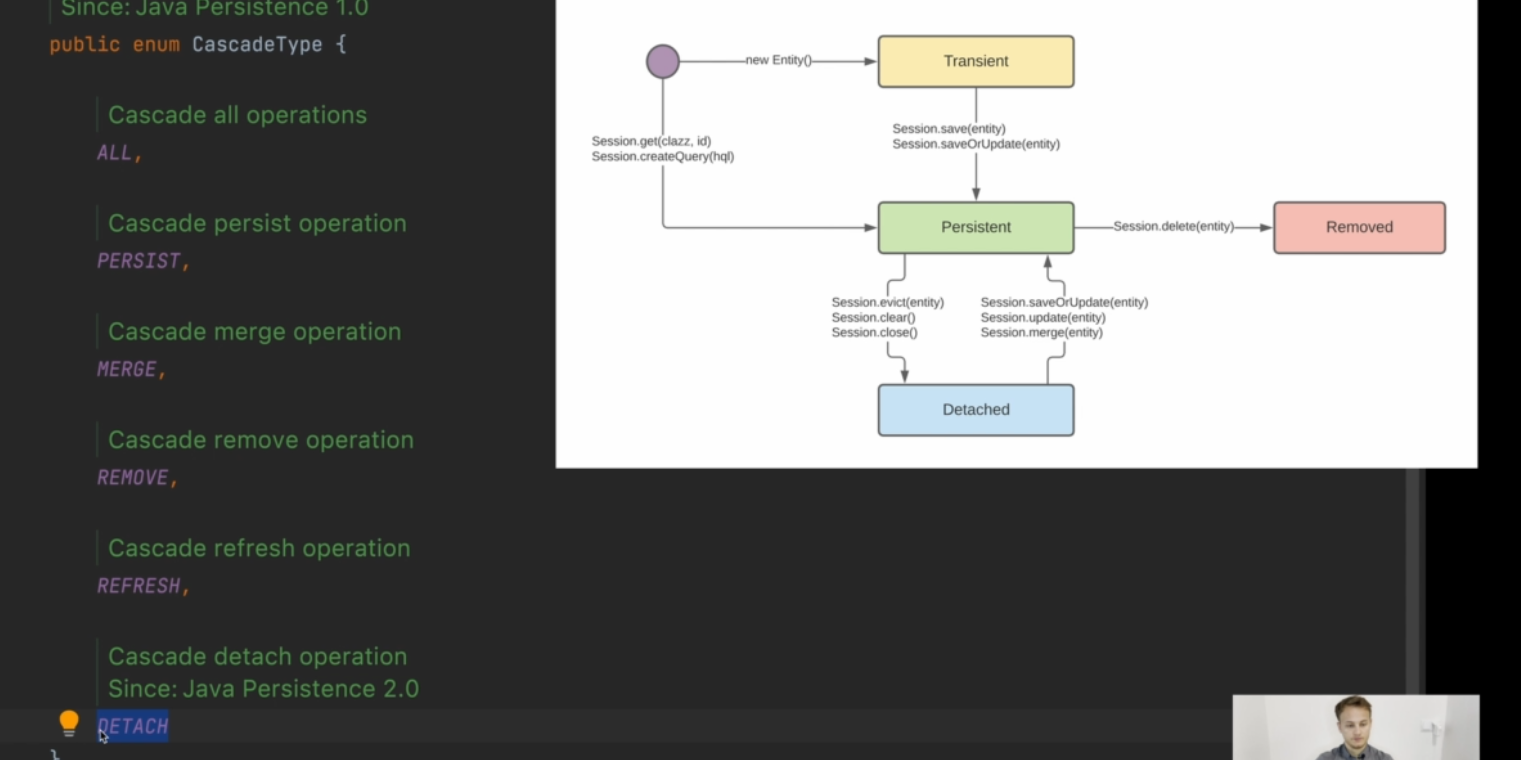 Since: Java Persistence 1.0
public enum CascadeType {
Cascade all operations
ALL,
Cascade persist operation
PERSIST,
Cascade merge operation
MERGE,
Cascade remove operation
REMOVE,
Cascade refresh operation
REFRESH,
Cascade detach operation
Since: Java Persistence 2.0
DETACH
}
new Entity()
Transient
Session.get(clazz, id)
Session.createQuery(hql)
Session.save(entity)
Session.saveOrUpdate(entity)
Persistent
Session.delete(entity)
Removed
Session.evict(entity)
Session.clear()
Session.close()
Session.saveOrUpdate(entity)
Session.update(entity)
Session.merge(entity)
Detached